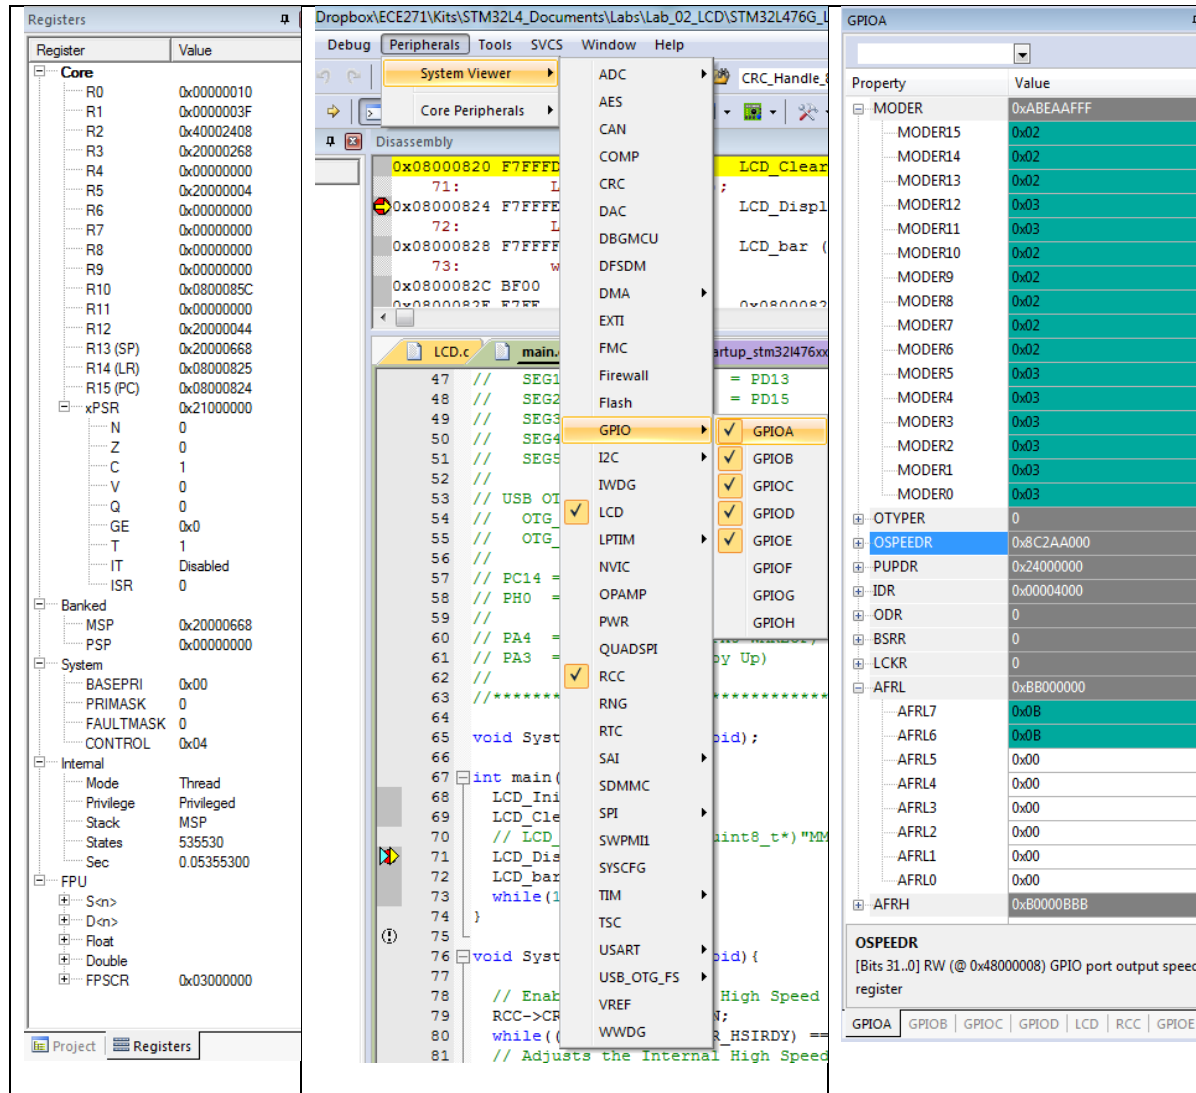 Registers
Register Value
Core
R0 0x00000010
R1 0x0000003F
R2 0x40002408
R3 0x20000268
R4 0x00000000
R5 0x20000004
R6 0x00000000
R7 0x00000000
R8 0x00000000
R9 0x00000000
R10 0x0800085C
R11 0x00000000
R12 0x20000044
R13 (SP) 0x20000668
R14 (LR) 0x08000825
R15 (PC) 0x08000824
xPSR 0x21000000
N 0
Z 0
C 1
V 0
Q 0
GE 0x0
T 1
IT Disabled
ISR 0
Banked
MSP 0x20000668
PSP 0x00000000
System
BASEPRI 0x00
PRIMASK 0
FAULTMASK 0
CONTROL 0x04
Internal
Mode Thread
Privilege Privileged
Stack MSP
States 535530
Sec 0.05355300
FPU
S<n>
D<n>
Float
Double
FPSCR 0x03000000
Project Registers
Dropbox\ECE271\Kits\STM32L4_Documents\Labs\Lab_02_LCD\STM32L476G_L
Debug Peripherals Tools SVCS Window Help
System Viewer
Core Peripherals
CRC_Handle_8
ADC
AES
CAN
COMP
CRC
DAC
DBGMCU
DFSDM
DMA
EXTI
FMC
Firewall
Flash
GPIO
I2C
IWDG
LCD
LPTIM
NVIC
OPAMP
PWR
QUADSPI
RCC
RNG
RTC
SAI
SDMMC
SPI
SWPMI1
SYSCFG
TIM
TSC
USART
USB_OTG_FS
VREF
WWDG
GPIOA
GPIOB
GPIOC
GPIOD
GPIOE
GPIOF
GPIOG
GPIOH
Disassembly
0x08000820 F7FFFD LCD_Clear
71: L ;
0x08000824 F7FFFE LCD_Displ
72: L
0x08000828 F7FFFF LCD_bar (
73: w
0x0800082C BF00
0x0800082E E7FE 0x0800082
LCD.c main. artup_stm32l476xx
47 // SEG1 = PD13
48 // SEG2 = PD15
49 // SEG3
50 // SEG4
51 // SEG5
52 //
53 // USB OT
54 // OTG_
55 // OTG_
56 //
57 // PC14 =
58 // PH0 =
59 //
60 // PA4 =
61 // PA3 = by Up)
62 //
63 //*******************************
64
65 void Syst oid);
66
67 int main(
68 LCD_Ini
69 LCD_Cle
70 // LCD_ uint8_t*)"MM
71 LCD_Dis
72 LCD_bar
73 while(1
74 }
75
76 void Syst oid){
77
78 // Enab High Speed
79 RCC->CR N;
80 while(( R_HSIRDY) ==
81 // Adjusts the Internal High Speed
GPIOA
Property Value
MODER 0xABEAAFFF
MODER15 0x02
MODER14 0x02
MODER13 0x02
MODER12 0x03
MODER11 0x03
MODER10 0x02
MODER9 0x02
MODER8 0x02
MODER7 0x02
MODER6 0x02
MODER5 0x03
MODER4 0x03
MODER3 0x03
MODER2 0x03
MODER1 0x03
MODER0 0x03
OTYPER 0
OSPEEDR 0x8C2AA000
PUPDR 0x24000000
IDR 0x00004000
ODR 0
BSRR 0
LCKR 0
AFRL 0xBB000000
AFRL7 0x0B
AFRL6 0x0B
AFRL5 0x00
AFRL4 0x00
AFRL3 0x00
AFRL2 0x00
AFRL1 0x00
AFRL0 0x00
AFRH 0xB0000BBB
OSPEEDR
[Bits 31..0] RW (@ 0x48000008) GPIO port output speed
register
GPIOA GPIOB GPIOC GPIOD LCD RCC GPIOE